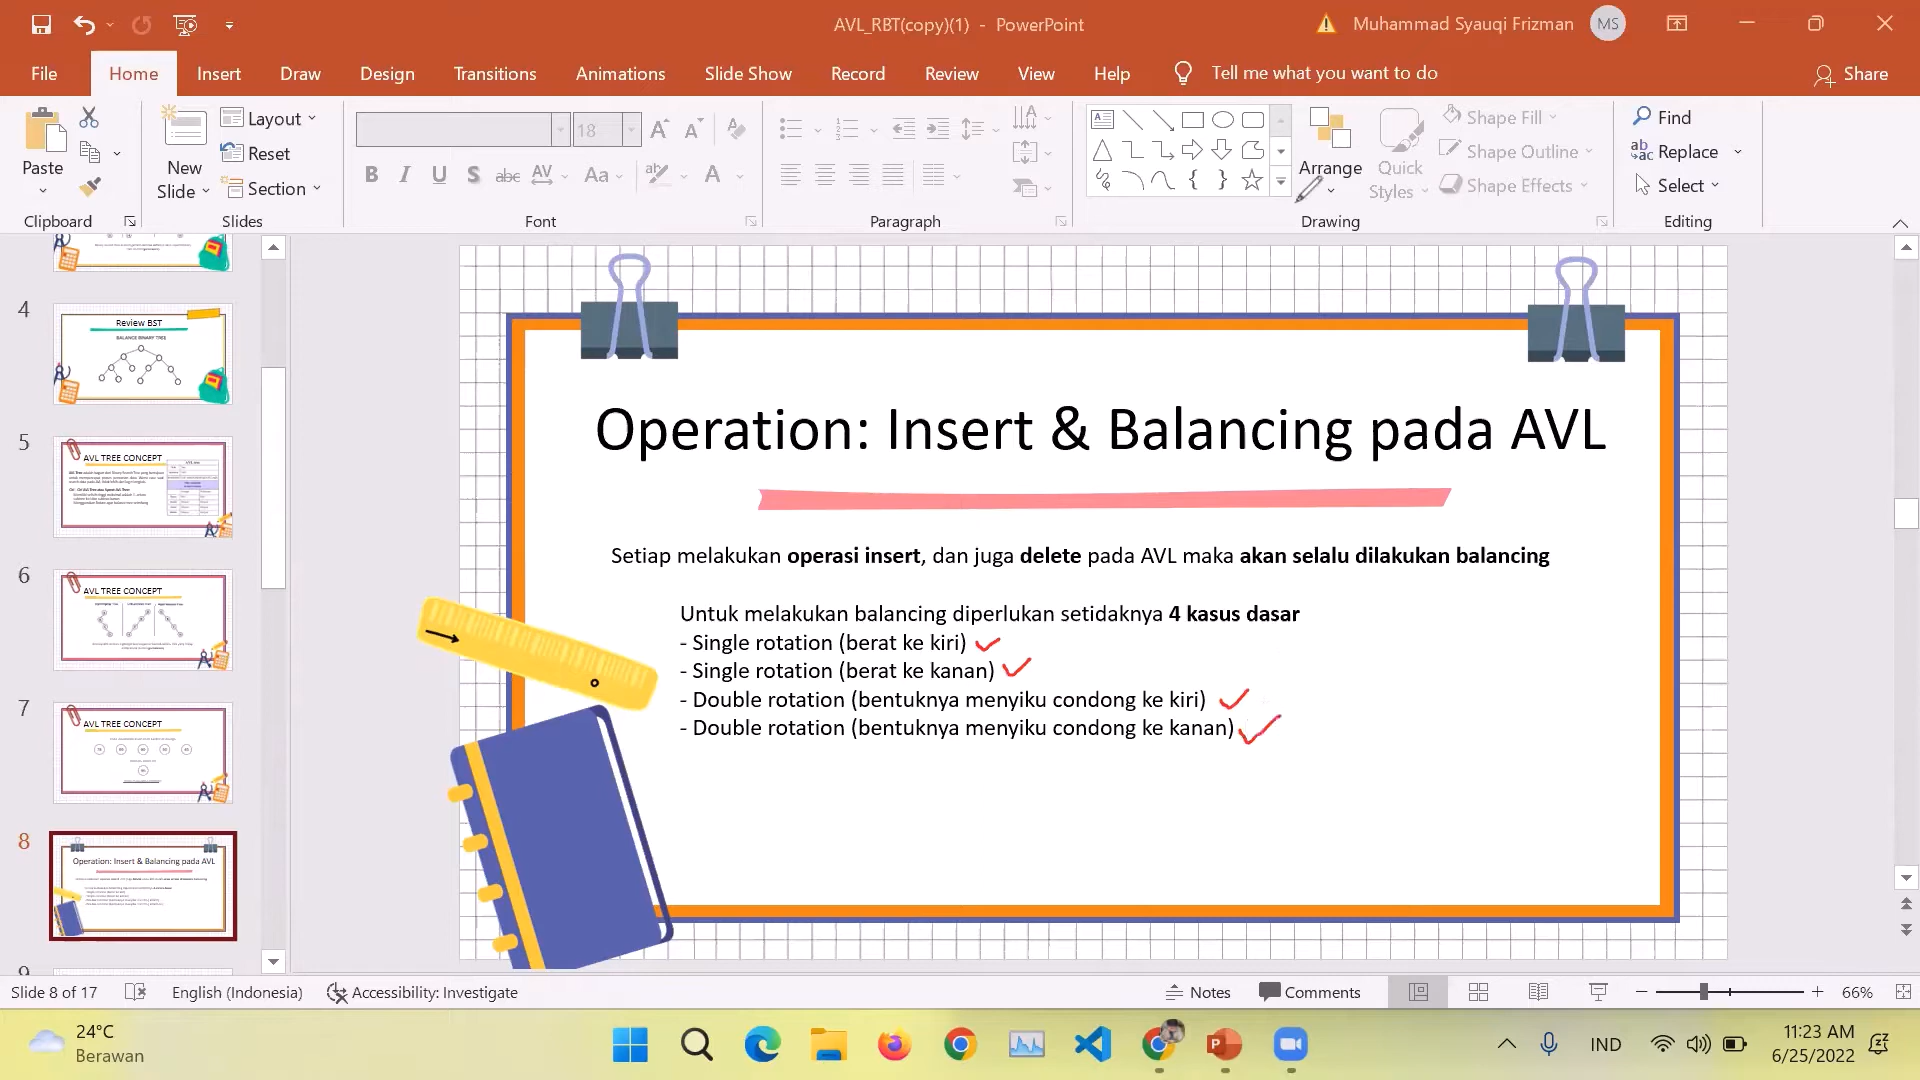 AVL_RBT(copy)(1) - PowerPoint
Muhammad Syauqi Frizman
MS
File
Home
Insert
Draw
Design
Transitions
Animations
Slide Show
Record
Review
View
Help
Tell me what you want to do
Share
Paste
New
Slide
Layout
Reset
Section
18
B
I
U
S
abc
AV
Aa
A
Shape Fill
Shape Outline
Shape Effects
Arrange
Quick
Styles
Find
Replace
Select
Clipboard
Slides
Font
Paragraph
Drawing
Editing
4
Review BST
BALANCE BINARY TREE
5
AVL TREE CONCEPT
6
AVL TREE CONCEPT
7
AVL TREE CONCEPT
8
Operation: Insert & Balancing pada AVL
9
Operation: Insert & Balancing pada AVL
Setiap melakukan operasi insert, dan juga delete pada AVL maka akan selalu dilakukan balancing
Untuk melakukan balancing diperlukan setidaknya 4 kasus dasar
- Single rotation (berat ke kiri)
- Single rotation (berat ke kanan)
- Double rotation (bentuknya menyiku condong ke kiri)
- Double rotation (bentuknya menyiku condong ke kanan)
Slide 8 of 17
English (Indonesia)
Accessibility: Investigate
Notes
Comments
66%
24°C
Berawan
IND
11:23 AM
6/25/2022